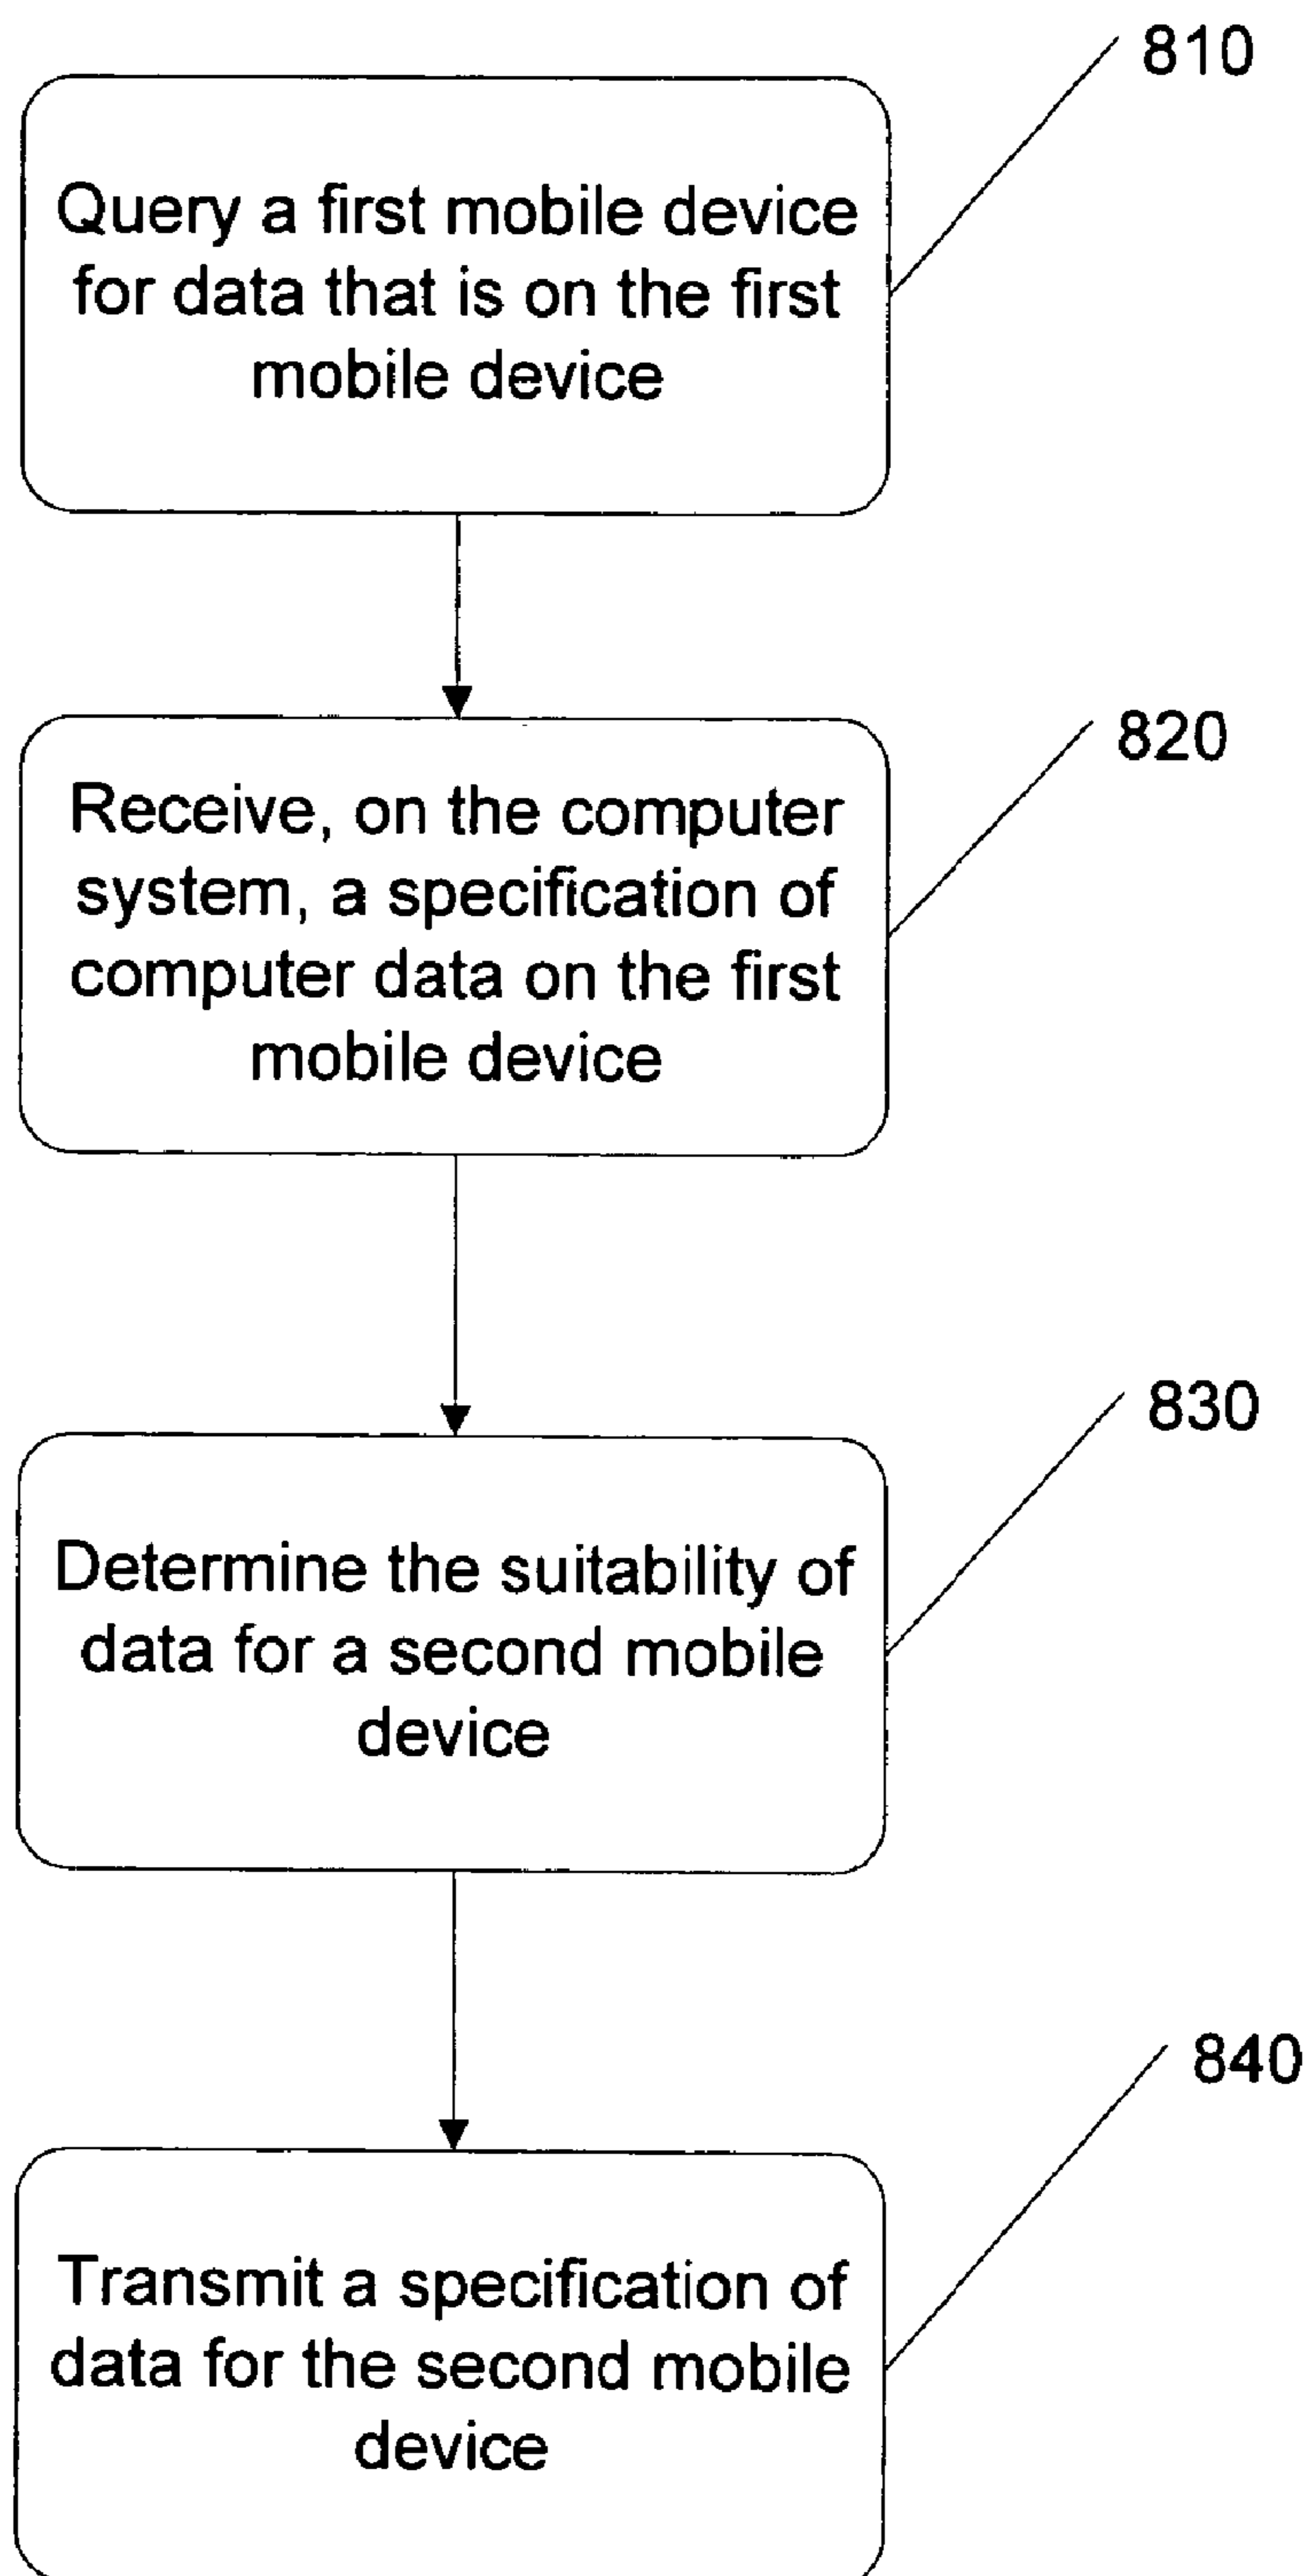 810
Query a first mobile device
for data that is on the first
mobile device
820
Receive, on the computer
system, a specification of
computer data on the first
mobile device
830
Determine the suitability of
data for a second mobile
device
840
Transmit a specification of
data for the second mobile
device